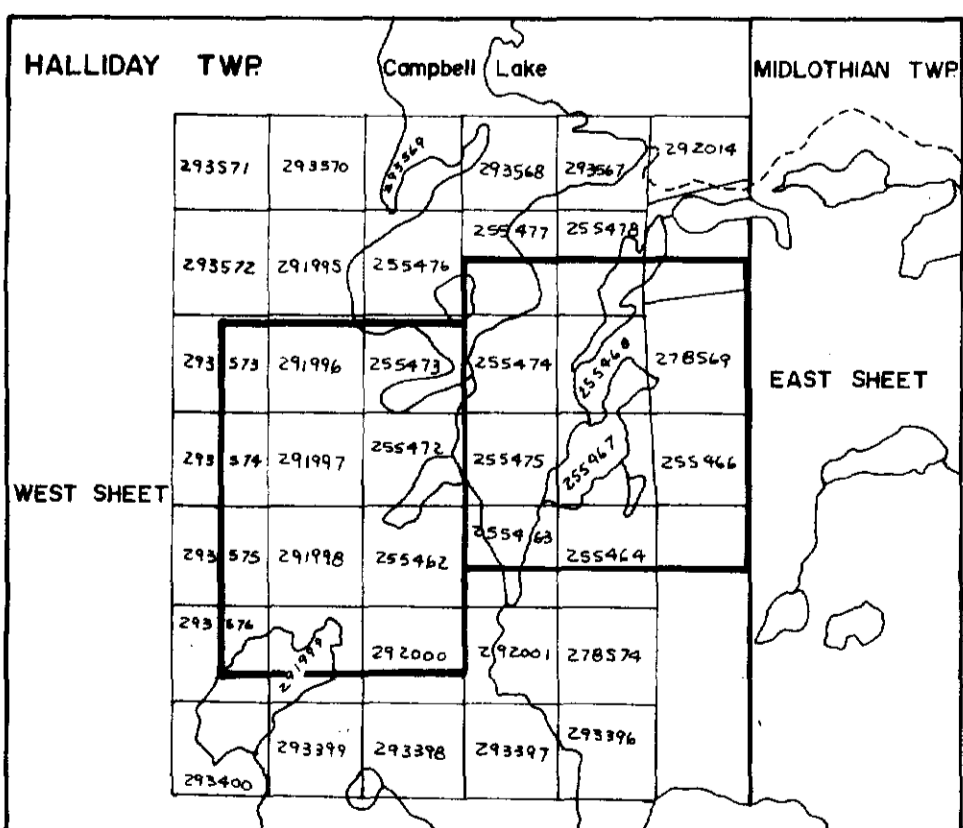 HALLIDAY TWP.
Campbell Lake
MIDLOTHIAN TWP
293571 293570 293569 293568 293567 292014
293572 291995 255476 255477 255478
293573 291996 255473 255474 255468 278569
EAST SHEET
293574 291997 255472 255475 255467 255466
WEST SHEET
293575 291998 255462 255463 255464
293576 291999 292000 292001 278574
293400 293399 293398 293397 293396